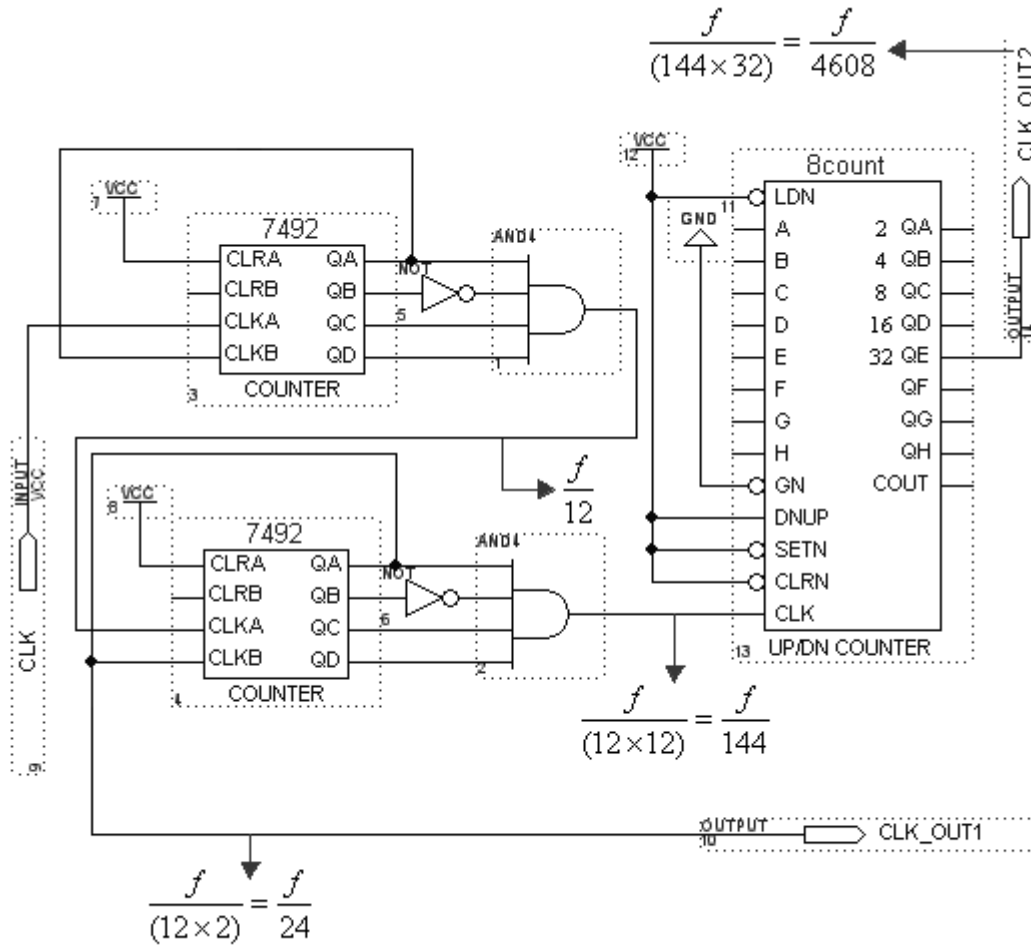 f/(144×32) = f/4608
CLK_OUT2
OUTPUT
14
VCC
12
8count
11
LDN
A 2 QA
B 4 QB
C 8 QC
D 16 QD
E 32 QE
F QF
G QG
H QH
GN COUT
DNUP
SETN
CLRN
CLK
13
UP/DN COUNTER
GND
VCC
7
7492
CLRA QA
CLRB QB
CLKA QC
CLKB QD
3
COUNTER
NOT
5
AND4
1
f/12
INPUT
VCC
CLK
9
VCC
8
7492
CLRA QA
CLRB QB
CLKA QC
CLKB QD
4
COUNTER
NOT
6
AND4
2
f/(12×12) = f/144
OUTPUT
10
CLK_OUT1
f/(12×2) = f/24